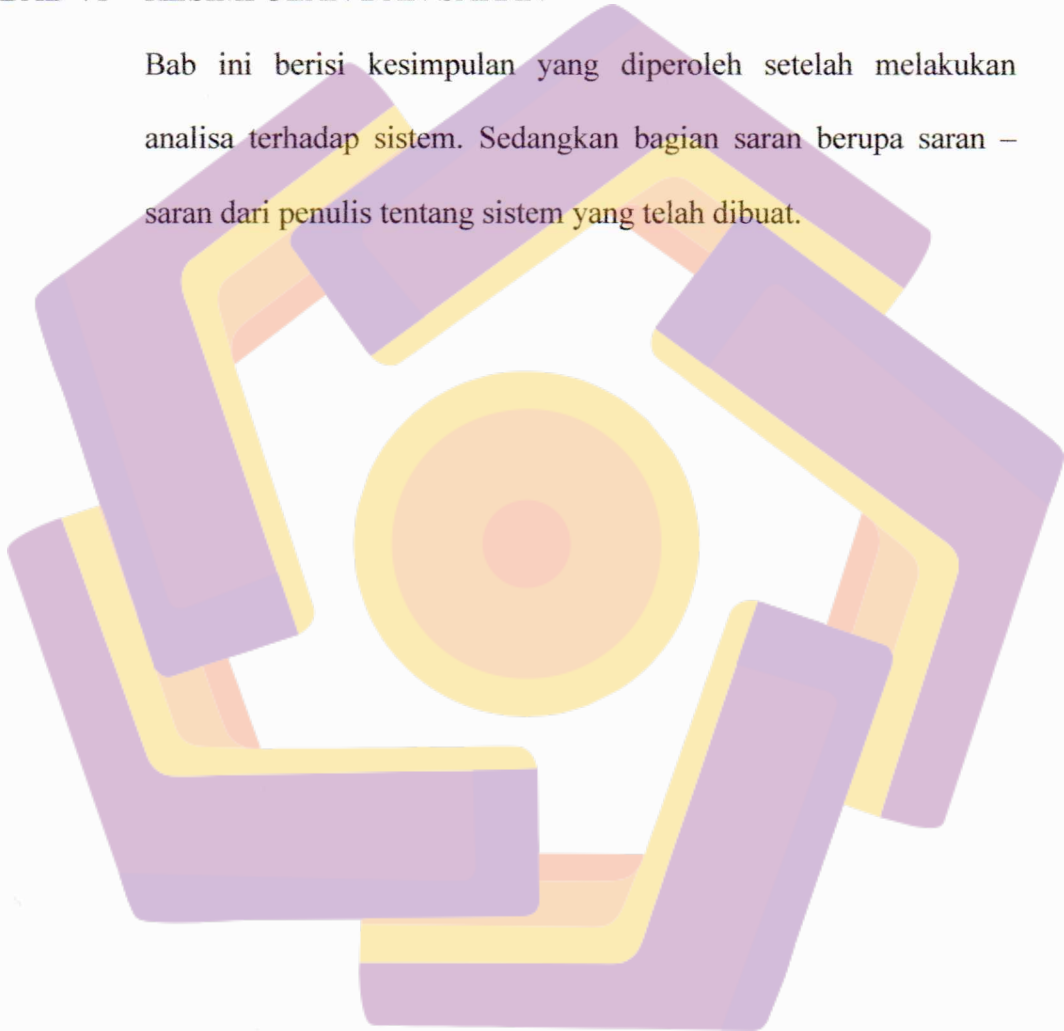 Bab ini berisi kesimpulan yang diperoleh setelah melakukan
analisa terhadap sistem. Sedangkan bagian saran berupa saran –
saran dari penulis tentang sistem yang telah dibuat.